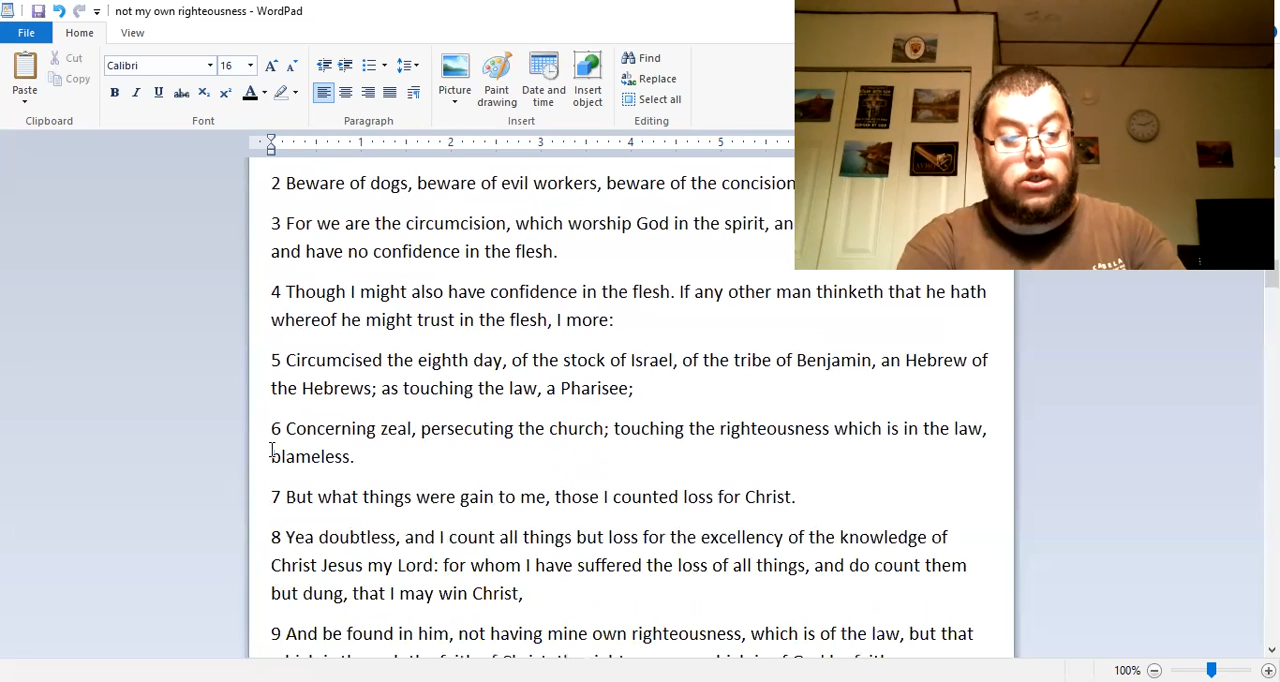 not my own righteousness - WordPad
File Home View
Paste
Cut
Copy
Clipboard
Calibri 16
Font
Paragraph
Picture
Paint drawing
Date and time
Insert object
Insert
Find
Replace
Select all
Editing
1 2 3 4 5
2 Beware of dogs, beware of evil workers, beware of the concision
3 For we are the circumcision, which worship God in the spirit,
and have no confidence in the flesh.
4 Though I might also have confidence in the flesh. If any other man thinketh that he hath
whereof he might trust in the flesh, I more:
5 Circumcised the eighth day, of the stock of Israel, of the tribe of Benjamin, an Hebrew of
the Hebrews; as touching the law, a Pharisee;
6 Concerning zeal, persecuting the church; touching the righteousness which is in the law,
blameless.
7 But what things were gain to me, those I counted loss for Christ.
8 Yea doubtless, and I count all things but loss for the excellency of the knowledge of
Christ Jesus my Lord: for whom I have suffered the loss of all things, and do count them
but dung, that I may win Christ,
9 And be found in him, not having mine own righteousness, which is of the law, but that
100%